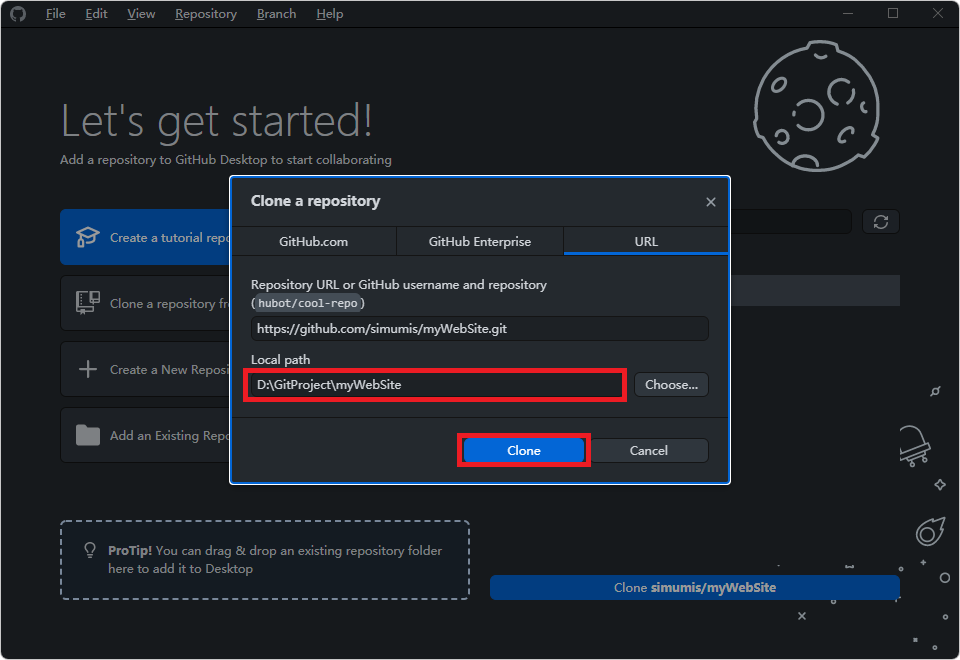 File Edit View Repository Branch Help
Let's get started!
Add a repository to GitHub Desktop to start collaborating
Create a tutorial repo
Clone a repository fr
Create a New Reposi
Add an Existing Repo
Clone a repository
GitHub.com GitHub Enterprise URL
Repository URL or GitHub username and repository
(hubot/cool-repo)
https://github.com/simumis/myWebSite.git
Local path
D:\GitProject\myWebSite
Choose...
Clone Cancel
ProTip! You can drag & drop an existing repository folder
here to add it to Desktop
Clone simumis/myWebSite